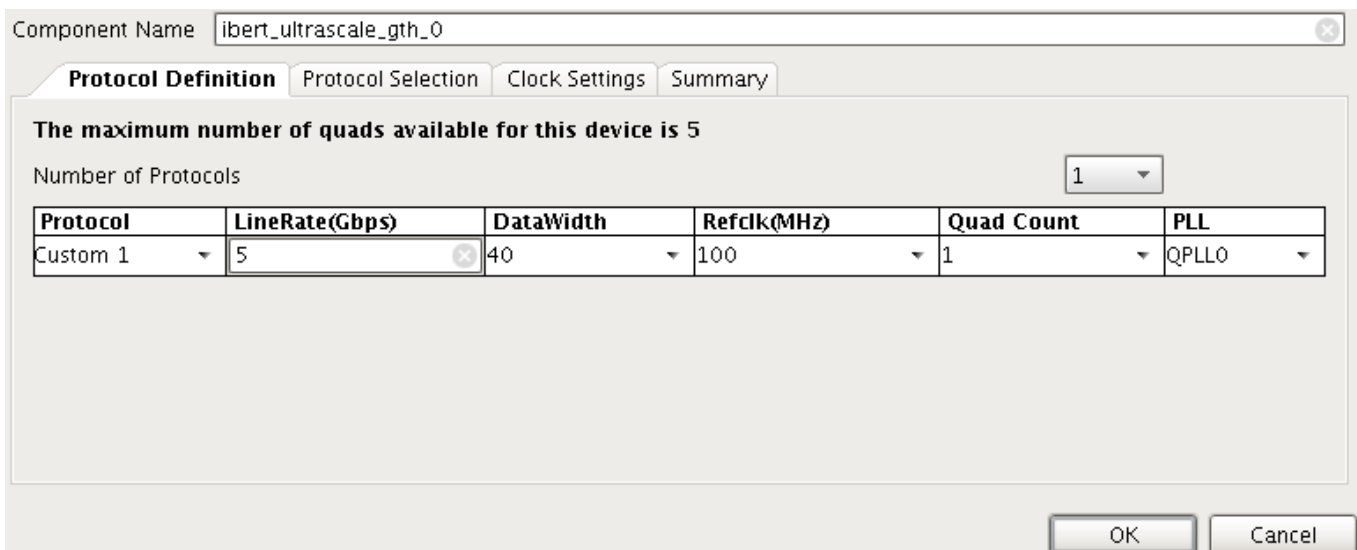 Component Name ibert_ultrascale_gth_0
Protocol Definition Protocol Selection Clock Settings Summary
The maximum number of quads available for this device is 5
Number of Protocols 1
Protocol LineRate(Gbps) DataWidth Refclk(MHz) Quad Count PLL
Custom 1 5 40 100 1 QPLL0
OK Cancel